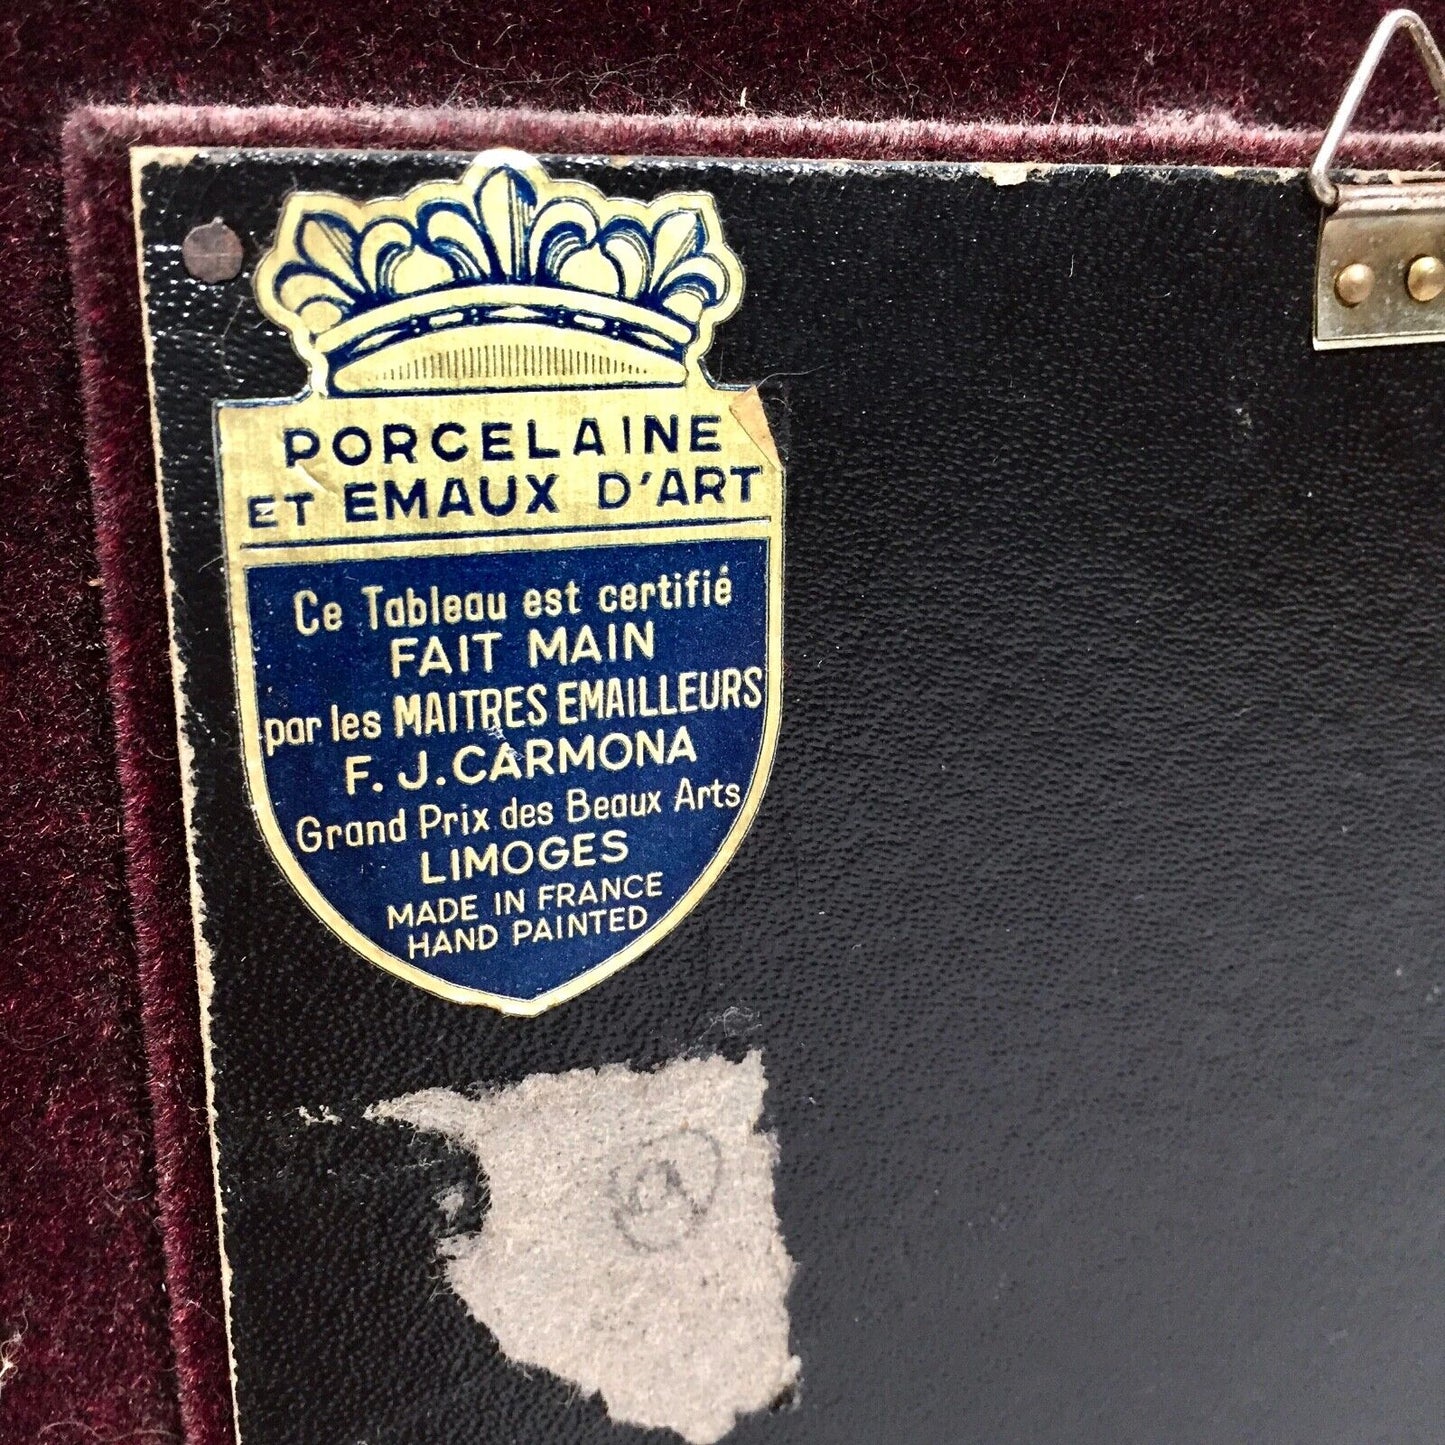 PORCELAINE
ET EMAUX D'ART
Ce Tableau est certifié
FAIT MAIN
par les MAITRES EMAILLEURS
F. J. CARMONA
Grand Prix des Beaux Arts
LIMOGES
MADE IN FRANCE
HAND PAINTED